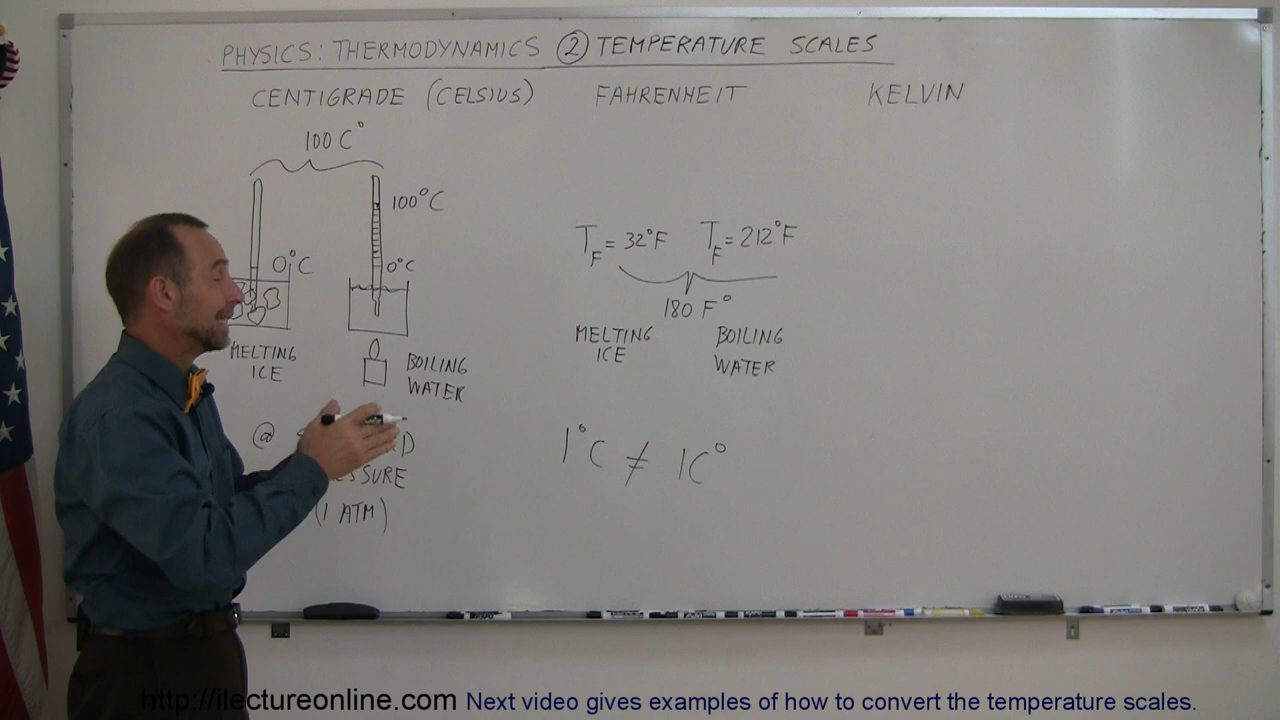 PHYSICS: THERMODYNAMICS ② TEMPERATURE SCALES
CENTIGRADE (CELSIUS) FAHRENHEIT KELVIN
100 C°
100°C
0°C
0°C
MELTING
ICE
BOILING
WATER
@
(1 ATM)
T_F = 32°F T_F = 212°F
180 F°
MELTING
ICE
BOILING
WATER
1°C ≠ 1C°
http://ilectureonline.com Next video gives examples of how to convert the temperature scales.